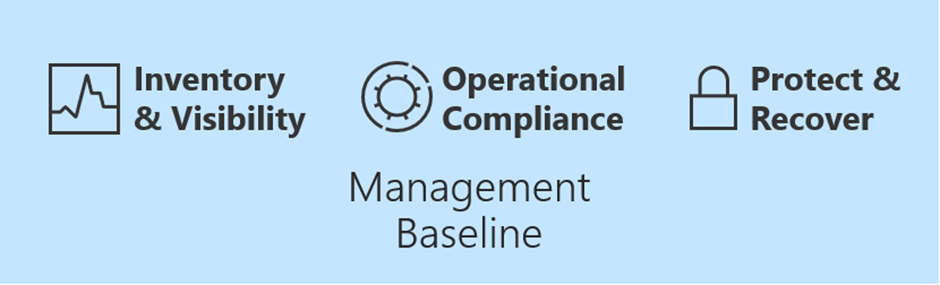 Inventory
& Visibility
Operational
Compliance
Protect &
Recover
Management
Baseline